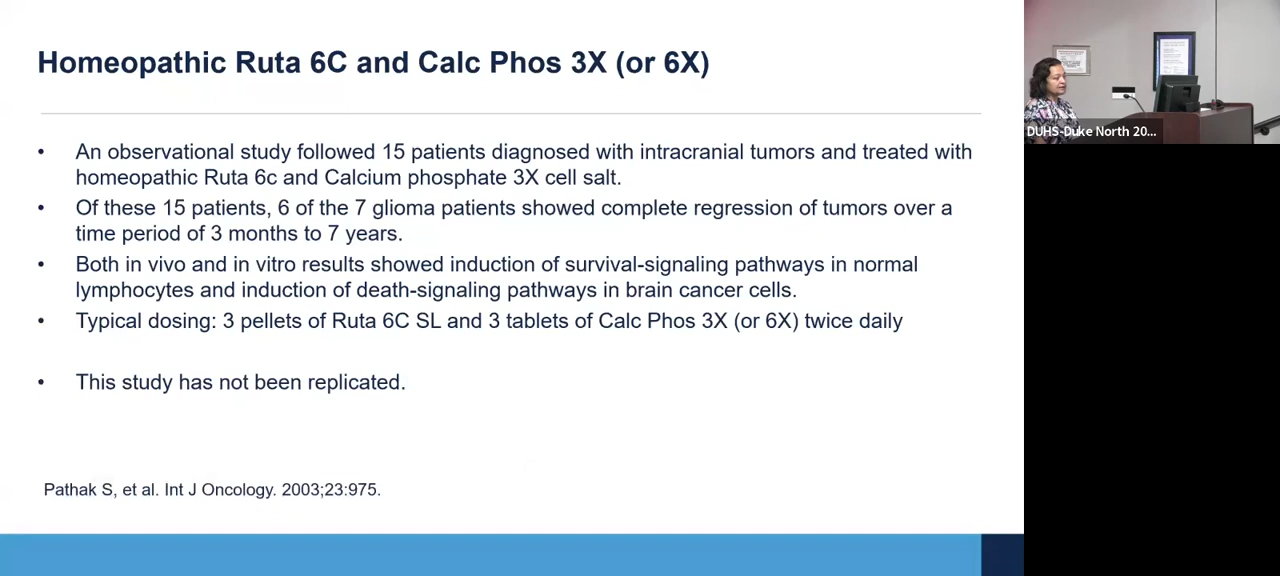 Homeopathic Ruta 6C and Calc Phos 3X (or 6X)
• An observational study followed 15 patients diagnosed with intracranial tumors and treated with
homeopathic Ruta 6c and Calcium phosphate 3X cell salt.
• Of these 15 patients, 6 of the 7 glioma patients showed complete regression of tumors over a
time period of 3 months to 7 years.
• Both in vivo and in vitro results showed induction of survival-signaling pathways in normal
lymphocytes and induction of death-signaling pathways in brain cancer cells.
• Typical dosing: 3 pellets of Ruta 6C SL and 3 tablets of Calc Phos 3X (or 6X) twice daily
• This study has not been replicated.
Pathak S, et al. Int J Oncology. 2003;23:975.
DUHS-Duke North 20...